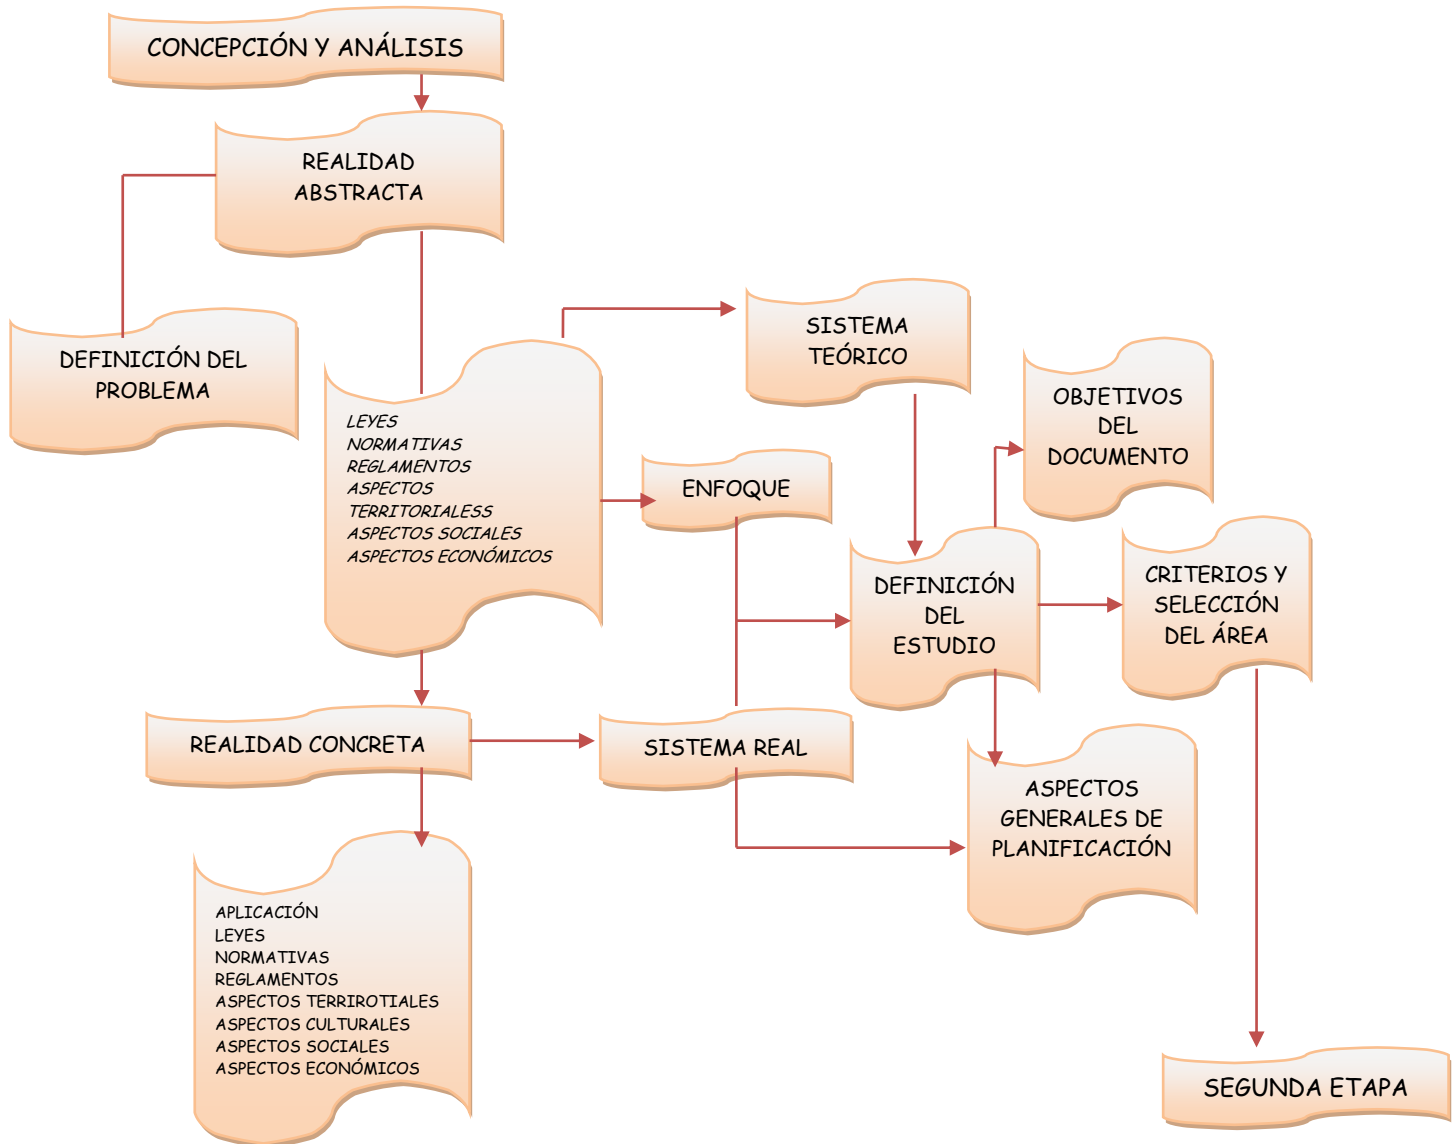 CONCEPCIÓN Y ANÁLISIS
REALIDAD
ABSTRACTA
DEFINICIÓN DEL
PROBLEMA
LEYES
NORMATIVAS
REGLAMENTOS
ASPECTOS
TERRITORIALESS
ASPECTOS SOCIALES
ASPECTOS ECONÓMICOS
SISTEMA
TEÓRICO
ENFOQUE
OBJETIVOS
DEL
DOCUMENTO
DEFINICIÓN
DEL
ESTUDIO
CRITERIOS Y
SELECCIÓN
DEL ÁREA
REALIDAD CONCRETA
SISTEMA REAL
ASPECTOS
GENERALES DE
PLANIFICACIÓN
APLICACIÓN
LEYES
NORMATIVAS
REGLAMENTOS
ASPECTOS TERRIROTIALES
ASPECTOS CULTURALES
ASPECTOS SOCIALES
ASPECTOS ECONÓMICOS
SEGUNDA ETAPA